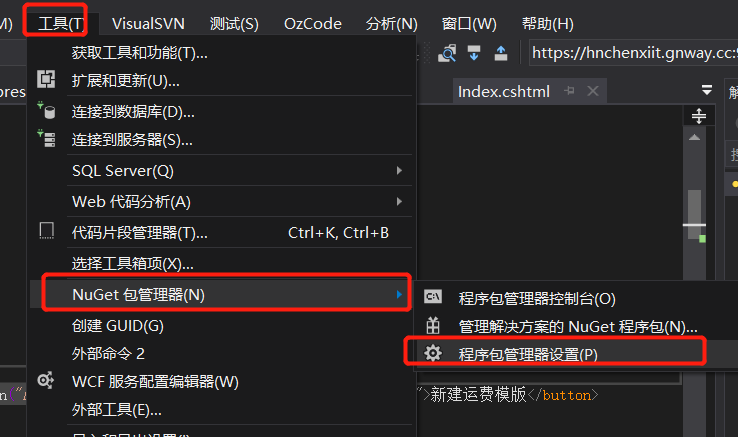 M) 工具(T) VisualSVN 测试(S) OzCode 分析(N) 窗口(W) 帮助(H)
获取工具和功能(T)...
https://hnchenxiit.gnway.cc:
扩展和更新(U)...
pres
Index.cshtml
连接到数据库(D)...
连接到服务器(S)...
SQL Server(Q)
Web 代码分析(A)
代码片段管理器(T)... Ctrl+K, Ctrl+B
选择工具箱项(X)...
NuGet 包管理器(N)
程序包管理器控制台(O)
创建 GUID(G)
管理解决方案的 NuGet 程序包(N)...
外部命令 2
程序包管理器设置(P)
WCF 服务配置编辑器(W)
">新建运费模版</button>
外部工具(E)...